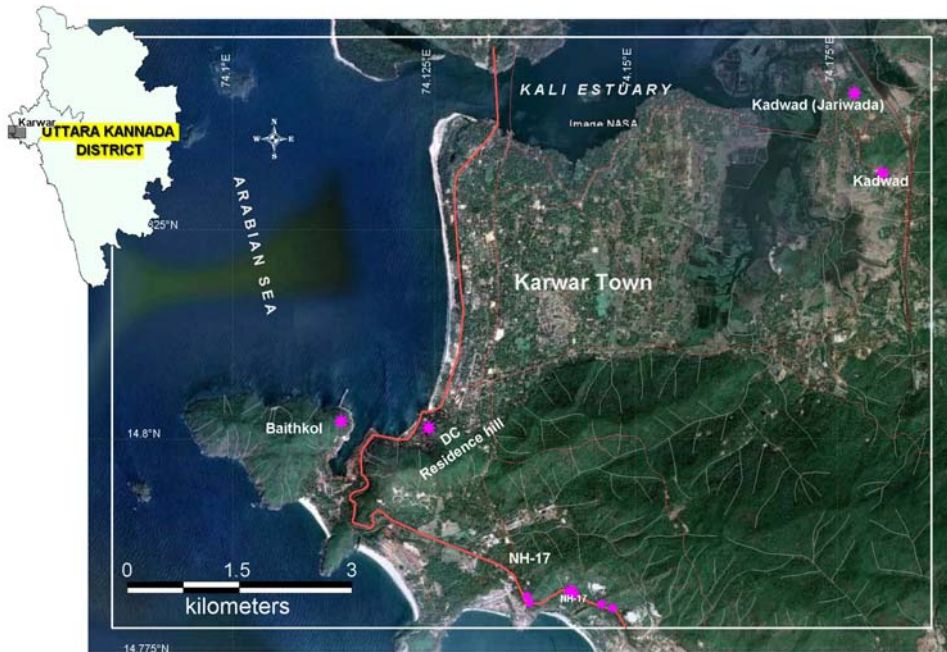 74.1°E
74.125°E
74.15°E
74.175°E
KALI ESTUARY
Image NASA
Kadwad (Jariwada)
Kadwad
Karwar
UTTARA KANNADA
DISTRICT
N
W E
S
ARABIAN SEA
825°N
Karwar Town
Baithkol
DC
Residence hill
14.8°N
NH-17
NH-17
0 1.5 3
kilometers
14.775°N